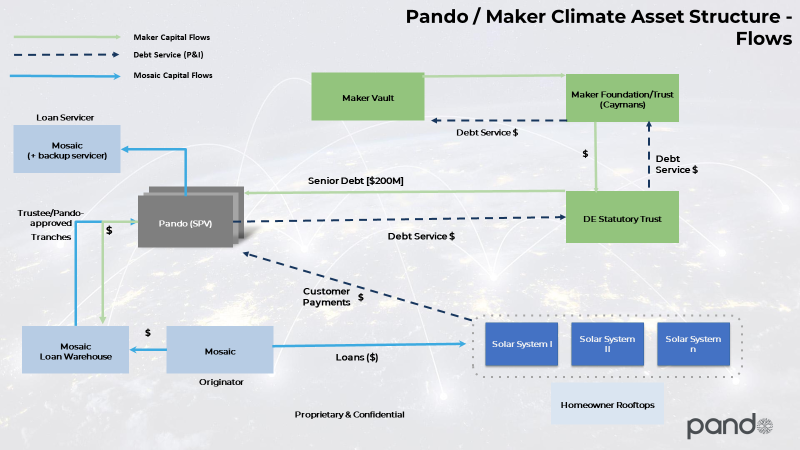 Pando / Maker Climate Asset Structure -
Flows
Maker Capital Flows
Debt Service (P&I)
Mosaic Capital Flows
Maker Vault
Maker Foundation/Trust
(Caymans)
Debt Service $
Loan Servicer
Mosaic
(+ backup servicer)
$
Debt
Service $
Senior Debt [$200M]
Trustee/Pando-
approved
Tranches
$
Pando (SPV)
DE Statutory Trust
Debt Service $
Customer
Payments
$
$
Mosaic
Loan Warehouse
Mosaic
Originator
Loans ($)
Solar System I
Solar System
II
Solar System
n
Homeowner Rooftops
Proprietary & Confidential
pando